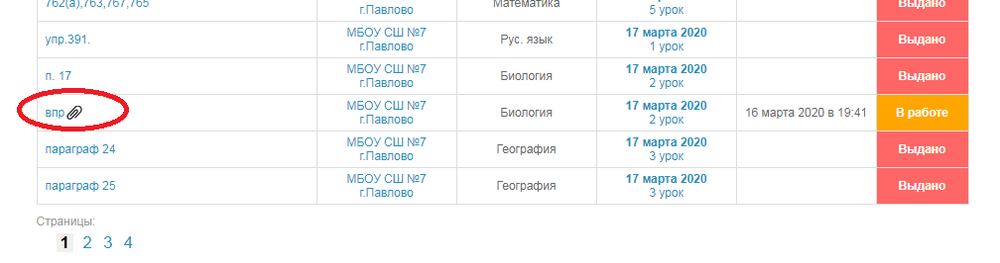 762(а),763,767,765
г.Павлово
Математика
5 урок
Выдано
упр.391.
МБОУ СШ №7
г.Павлово
Рус. язык
17 марта 2020
1 урок
Выдано
п. 17
МБОУ СШ №7
г.Павлово
Биология
17 марта 2020
2 урок
Выдано
впр
МБОУ СШ №7
г.Павлово
Биология
17 марта 2020
2 урок
16 марта 2020 в 19:41
В работе
параграф 24
МБОУ СШ №7
г.Павлово
География
17 марта 2020
3 урок
Выдано
параграф 25
МБОУ СШ №7
г.Павлово
География
17 марта 2020
3 урок
Выдано
Страницы:
1 2 3 4